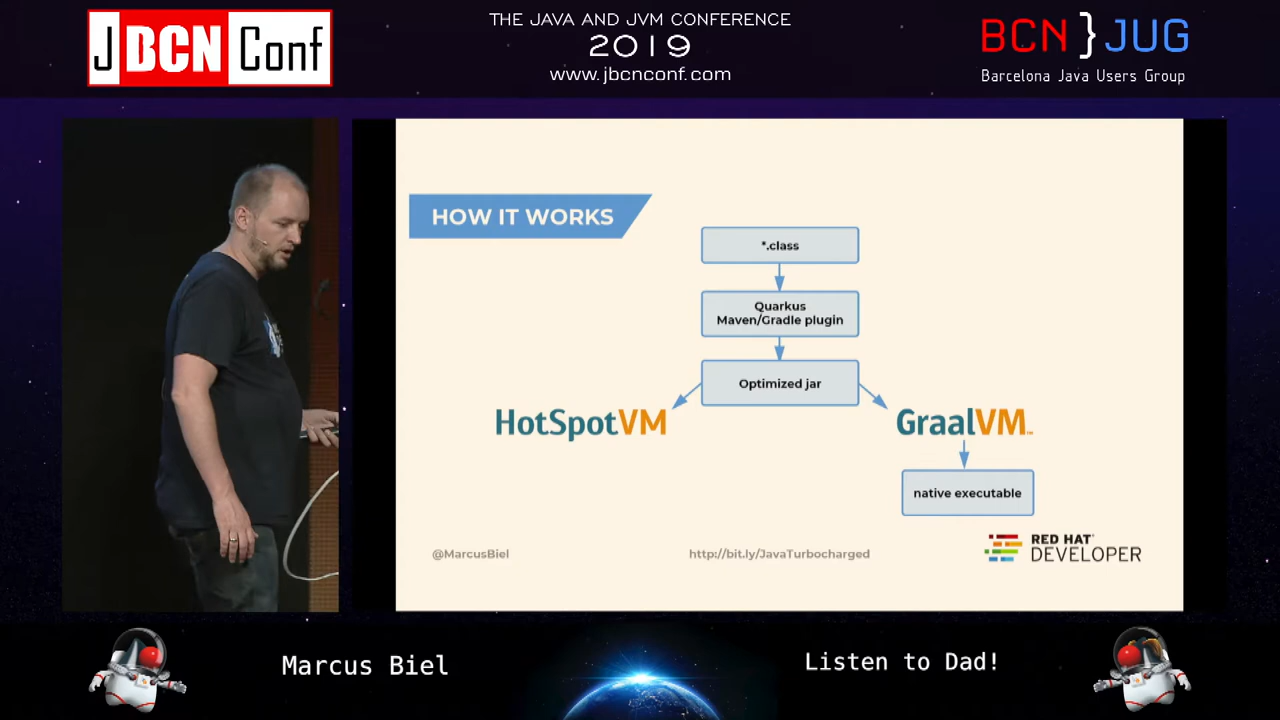 JBCNConf
THE JAVA AND JVM CONFERENCE
2019
www.jbcnconf.com
BCN}JUG
Barcelona Java Users Group
HOW IT WORKS
*.class
Quarkus
Maven/Gradle plugin
Optimized jar
HotSpotVM
GraalVM™
native executable
@MarcusBiel
http://bit.ly/JavaTurbocharged
RED HAT®
DEVELOPER
Marcus Biel
Listen to Dad!